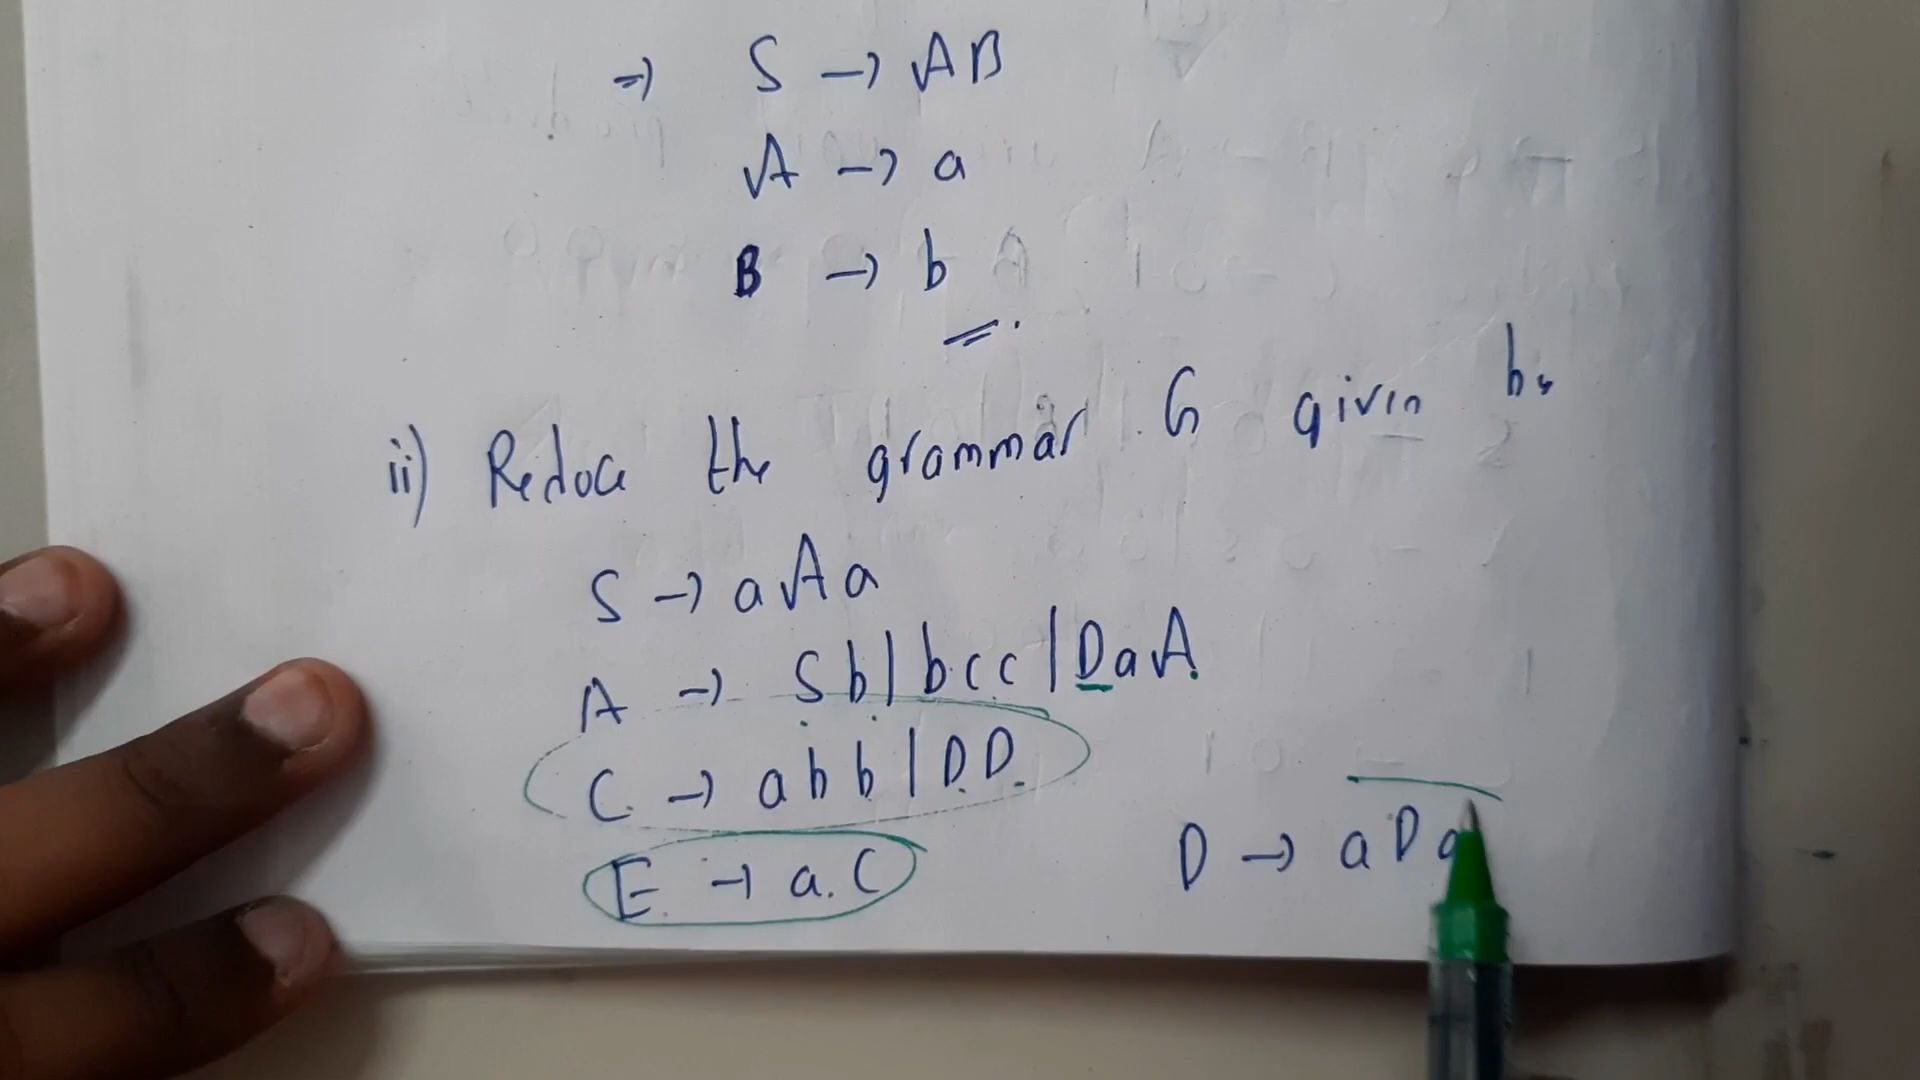 => S → AB
A → a
B → b
ii) Reduce the grammar G given by
S → aAa
A → Sb|bcc|DaA
C → abb|DD
E → aC
D → aDa